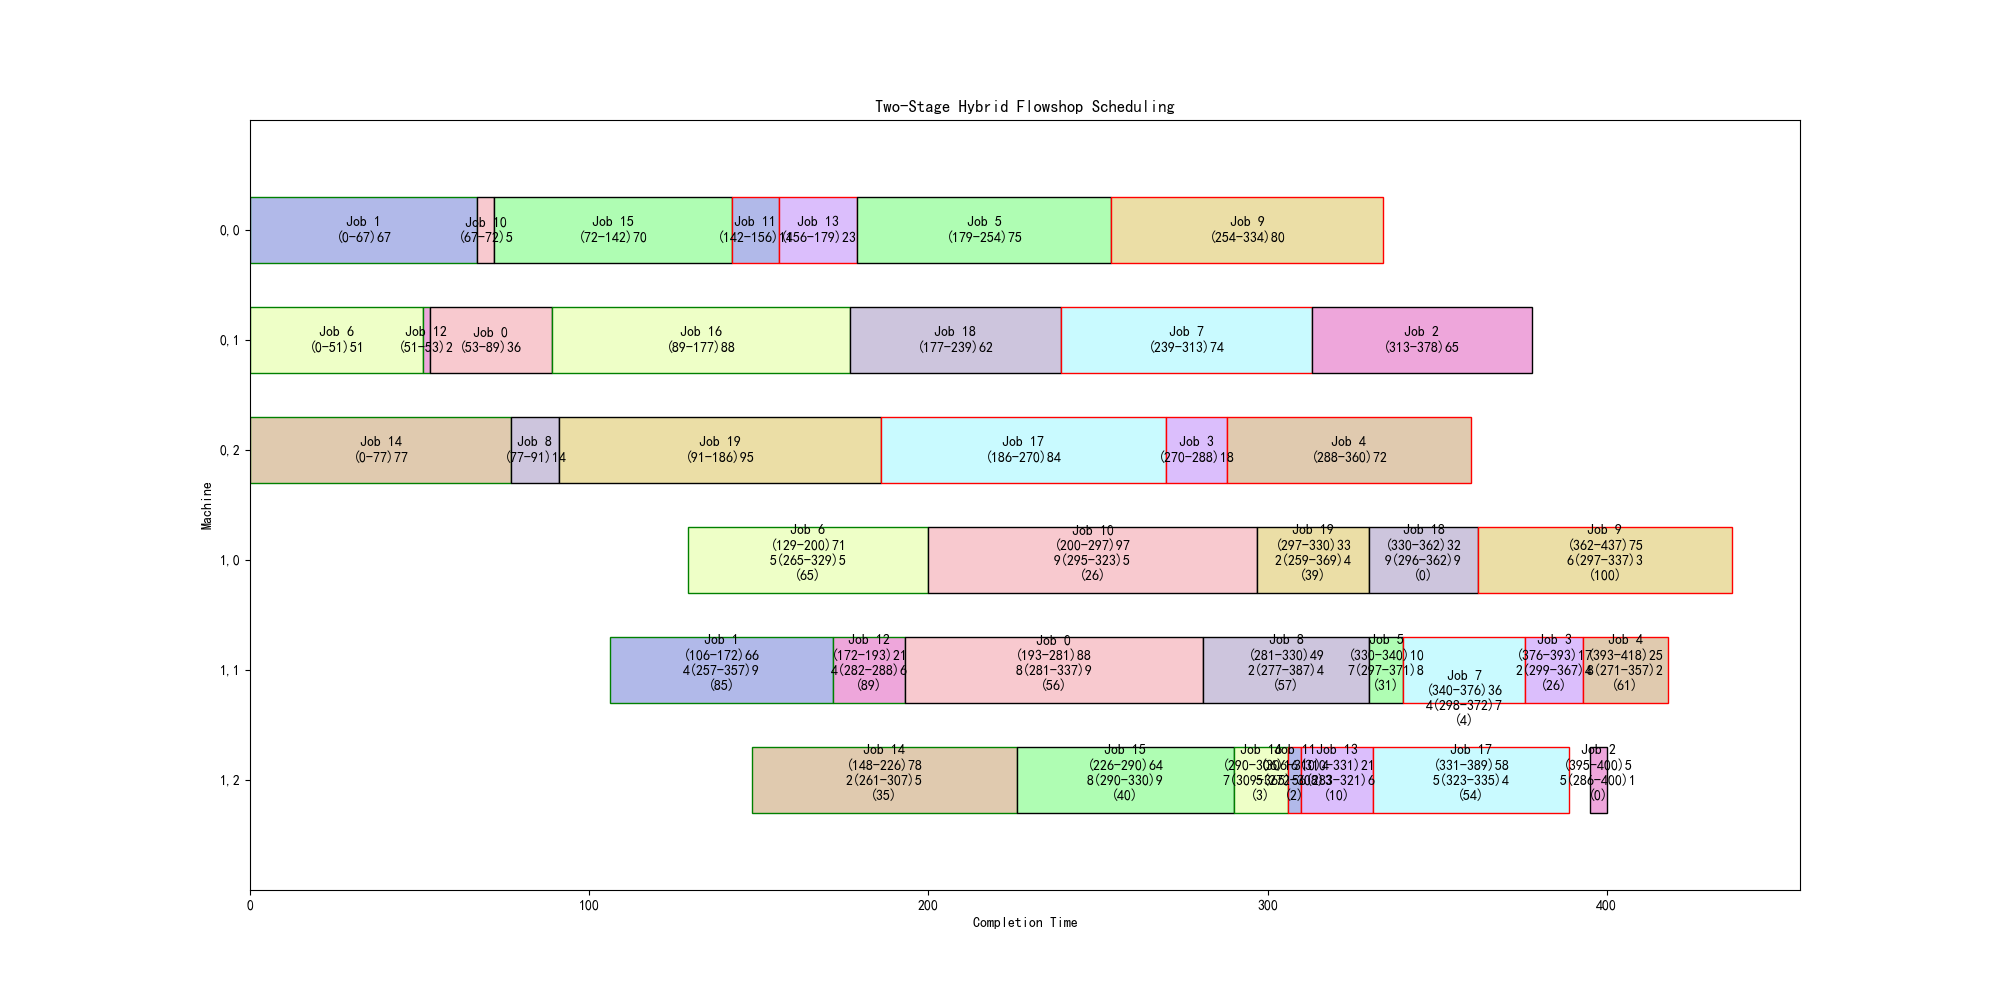 Two-Stage Hybrid Flowshop Scheduling
0,0
Job 1
(0-67)67
Job 10
(67-72)5
Job 15
(72-142)70
Job 11
(142-156)14
Job 13
(156-179)23
Job 5
(179-254)75
Job 9
(254-334)80
0,1
Job 6
(0-51)51
Job 12
(51-53)2
Job 0
(53-89)36
Job 16
(89-177)88
Job 18
(177-239)62
Job 7
(239-313)74
Job 2
(313-378)65
0,2
Job 14
(0-77)77
Job 8
(77-91)14
Job 19
(91-186)95
Job 17
(186-270)84
Job 3
(270-288)18
Job 4
(288-360)72
1,0
Job 6
(129-200)71
5(265-329)5
(65)
Job 10
(200-297)97
9(295-323)5
(26)
Job 19
(297-330)33
2(259-369)4
(39)
Job 18
(330-362)32
9(296-362)9
(0)
Job 9
(362-437)75
6(297-337)3
(100)
1,1
Job 1
(106-172)66
4(257-357)9
(85)
Job 12
(172-193)21
4(282-288)6
(89)
Job 0
(193-281)88
8(281-337)9
(56)
Job 8
(281-330)49
2(277-387)4
(57)
Job 5
(330-340)10
7(297-371)8
(31)
Job 7
(340-376)36
4(298-372)7
(4)
Job 3
(376-393)17
2(299-367)4
(26)
Job 4
(393-418)25
8(271-357)2
(61)
1,2
Job 14
(148-226)78
2(261-307)5
(35)
Job 15
(226-290)64
8(290-330)9
(40)
Job 16
(3)
Job 11
(2)
Job 13
(310-331)21
(10)
Job 17
(331-389)58
5(323-335)4
(54)
Job 2
(395-400)5
5(286-400)1
(0)
0
100
200
300
400
Completion Time
Machine